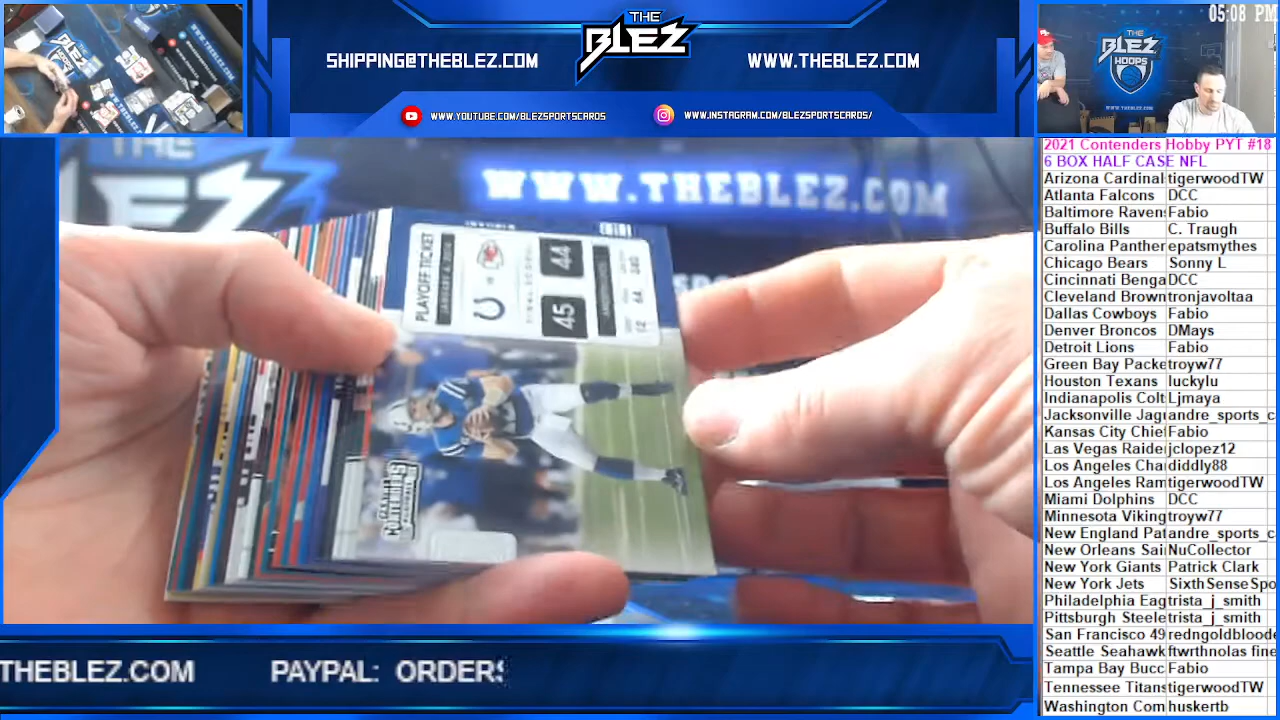 THE
BLEZ
SHIPPING@THEBLEZ.COM
WWW.THEBLEZ.COM
WWW.YOUTUBE.COM/BLEZSPORTSCARDS
WWW.INSTAGRAM.COM/BLEZSPORTSCARDS/
05:08 PM
THE
BLEZ
HOOPS
2021 Contenders Hobby PYT #18
6 BOX HALF CASE NFL
Arizona Cardinal tigerwoodTW
Atlanta Falcons DCC
Baltimore Raven Fabio
Buffalo Bills C. Traugh
Carolina Panther epatsmythes
Chicago Bears Sonny L
Cincinnati Benga DCC
Cleveland Brown tronjavoltaa
Dallas Cowboys Fabio
Denver Broncos DMays
Detroit Lions Fabio
Green Bay Packe troyw77
Houston Texans luckylu
Indianapolis Colt Ljmaya
Jacksonville Jagu andre_sports_c
Kansas City Chie Fabio
Las Vegas Raide jclopez12
Los Angeles Cha diddly88
Los Angeles Ram tigerwoodTW
Miami Dolphins DCC
Minnesota Viking troyw77
New England Pat andre_sports_c
New Orleans Sai NuCollector
New York Giants Patrick Clark
New York Jets SixthSenseSpo
Philadelphia Eag trista_j_smith
Pittsburgh Steele trista_j_smith
San Francisco 49 redngoldbloode
Seattle Seahawk ftwrthnolas fine
Tampa Bay Bucc Fabio
Tennessee Titans tigerwoodTW
Washington Com huskertb
THE
WWW.THEBLEZ.COM
PLAYOFF TICKET
45
44
PANINI
CONTENDERS
FOOTBALL
THEBLEZ.COM
PAYPAL: ORDERS